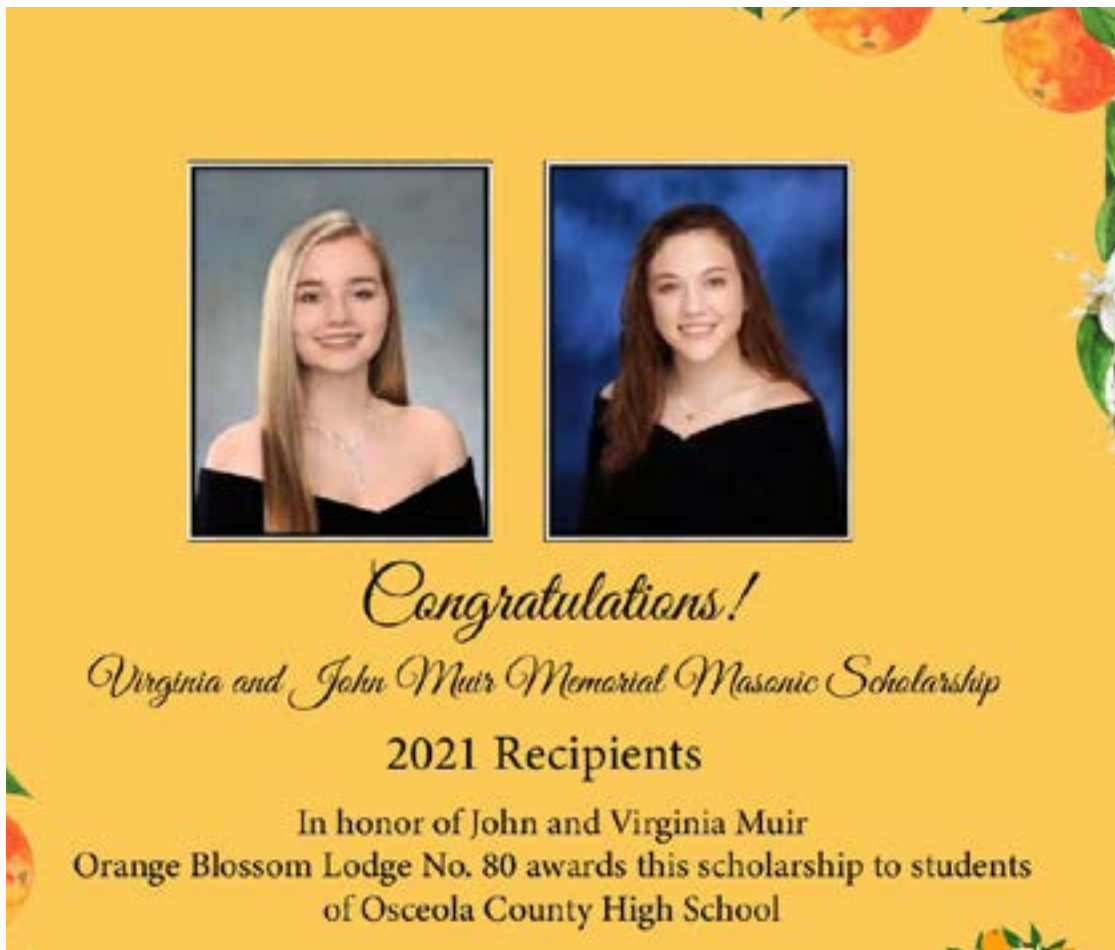 Congratulations!
Virginia and John Muir Memorial Masonic Scholarship
2021 Recipients
In honor of John and Virginia Muir
Orange Blossom Lodge No. 80 awards this scholarship to students
of Osceola County High School